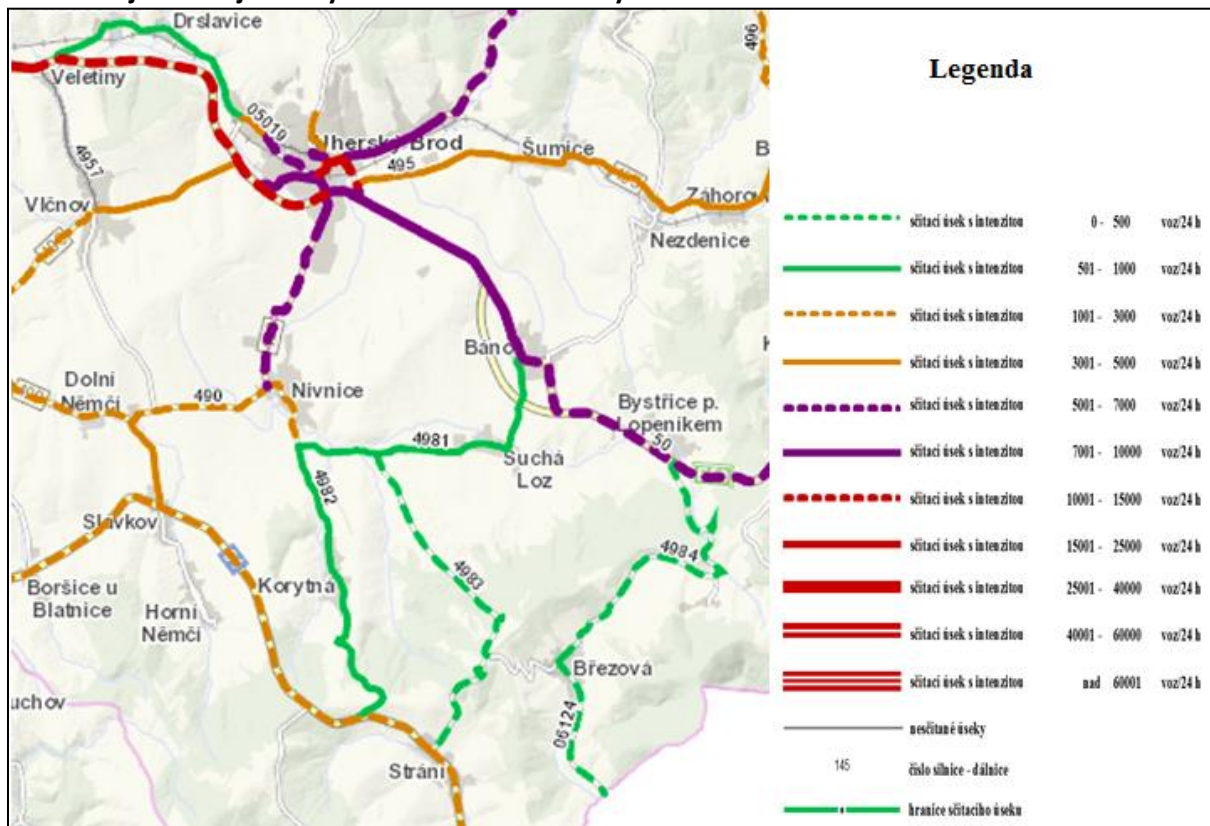 Drslavice
Veletiny
05019
Uherský Brod
495
Šumice
496
4957
Vlčnov
Záhorov
Nezdenice
Báno
Dolní
Němčí
490
Nivnice
Bystřice p.
Lopeníkem
50
4981
Suchá
Loz
4982
Slavkov
4983
4984
Boršice u
Blatnice
Korytná
Horní
Němčí
Březová
uchov
06124
Strání
Legenda
sčítací úsek s intenzitou 0 - 500 voz/24 h
sčítací úsek s intenzitou 501 - 1000 voz/24 h
sčítací úsek s intenzitou 1001 - 3000 voz/24 h
sčítací úsek s intenzitou 3001 - 5000 voz/24 h
sčítací úsek s intenzitou 5001 - 7000 voz/24 h
sčítací úsek s intenzitou 7001 - 10000 voz/24 h
sčítací úsek s intenzitou 10001 - 15000 voz/24 h
sčítací úsek s intenzitou 15001 - 25000 voz/24 h
sčítací úsek s intenzitou 25001 - 40000 voz/24 h
sčítací úsek s intenzitou 40001 - 60000 voz/24 h
sčítací úsek s intenzitou nad 60001 voz/24 h
nesčítané úseky
145 číslo silnice - dálnice
hranice sčítacího úseku